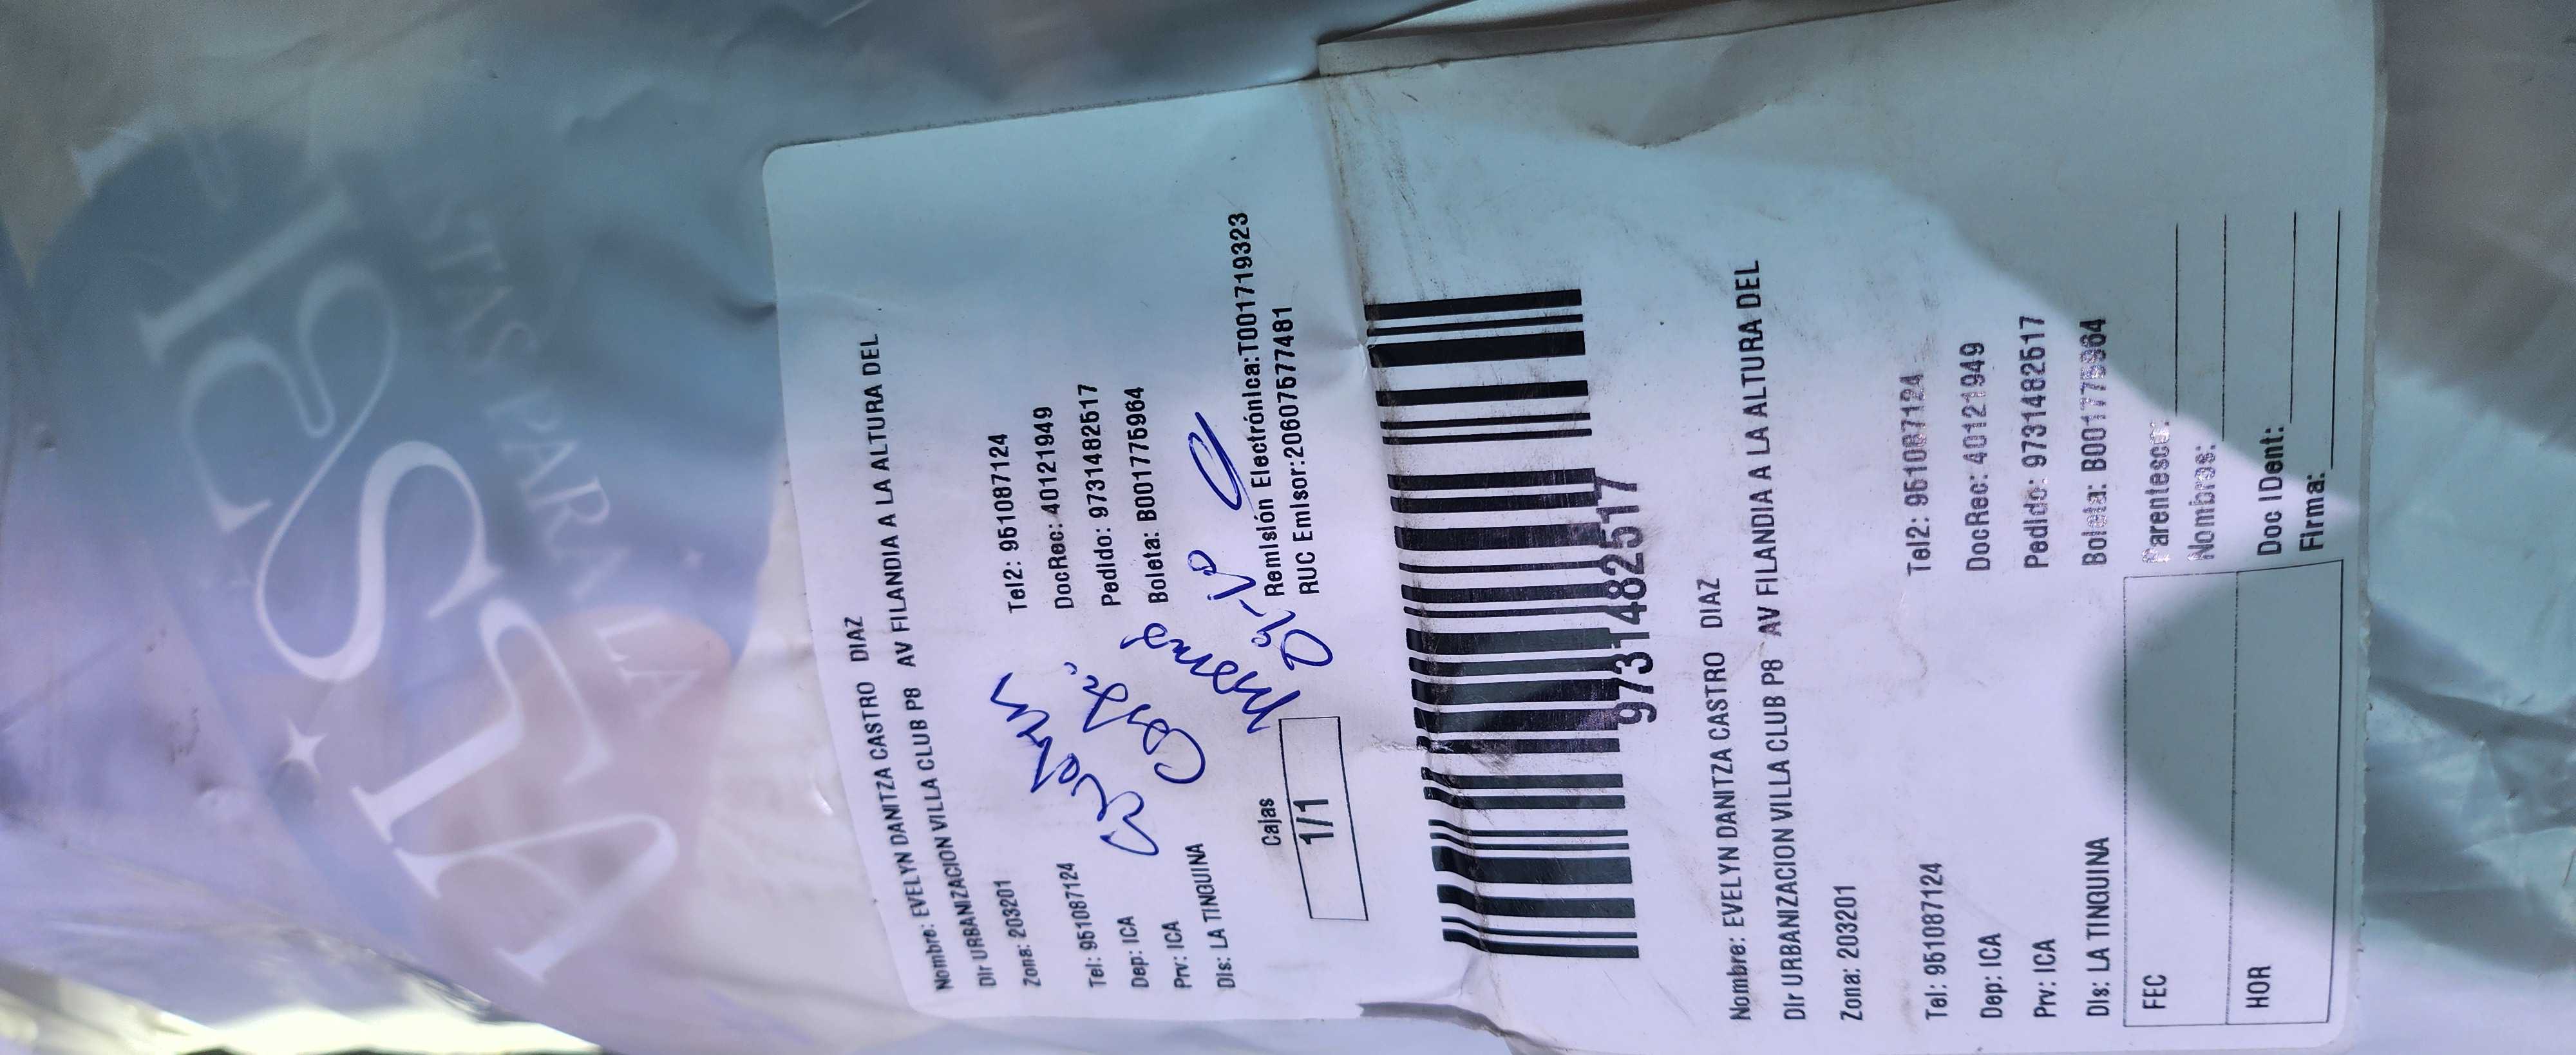 LISTAS PARA LA
Nombre: EVELYN DANITZA CASTRO DIAZ
Dir URBANIZACION VILLA CLUB P8 AV FILANDIA A LA ALTURA DEL
Zona: 203201
Tel: 951087124 Tel2: 951087124
Dep: ICA DocRec: 40121949
Prv: ICA Pedido: 9731482517
Dis: LA TINGUINA Boleta: B001775964
mamá
Cajas
1/1
Remisión Electrónica:T001719323
RUC Emisor:20607577481
9731482517
Nombre: EVELYN DANITZA CASTRO DIAZ
Dir URBANIZACION VILLA CLUB P8 AV FILANDIA A LA ALTURA DEL
Zona: 203201
Tel: 951087124 Tel2: 951087124
Dep: ICA DocRec: 40121949
Prv: ICA Pedido: 9731482517
Dis: LA TINGUINA Boleta: B001775964
FEC
HOR
Parentesco:
Nombres:
Doc IDent:
Firma: